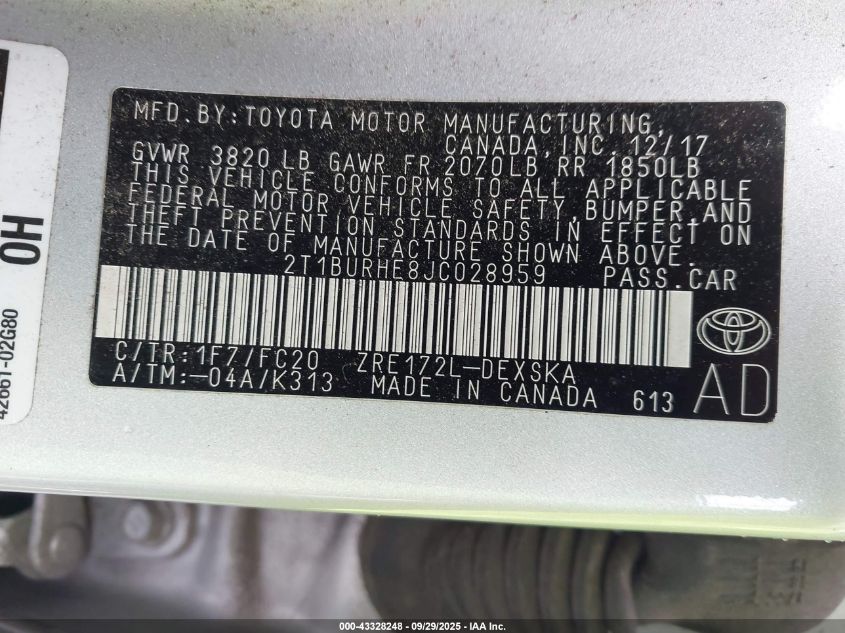 MFD.BY:TOYOTA MOTOR MANUFACTURING,
CANADA, INC. 12/17
GVWR 3820 LB GAWR FR 2070LB RR 1850LB
THIS VEHICLE CONFORMS TO ALL APPLICABLE
FEDERAL MOTOR VEHICLE SAFETY, BUMPER, AND
THEFT PREVENTION STANDARDS IN EFFECT ON
THE DATE OF MANUFACTURE SHOWN ABOVE.
2T1BURHE8JC028959 PASS.CAR
C/TR:1F7/FC20 ZRE172L-DEXSKA
A/TM:-04A/K313 MADE IN CANADA 613
AD
0H
42661-02G80
000-43328248 - 09/29/2025 - IAA Inc.